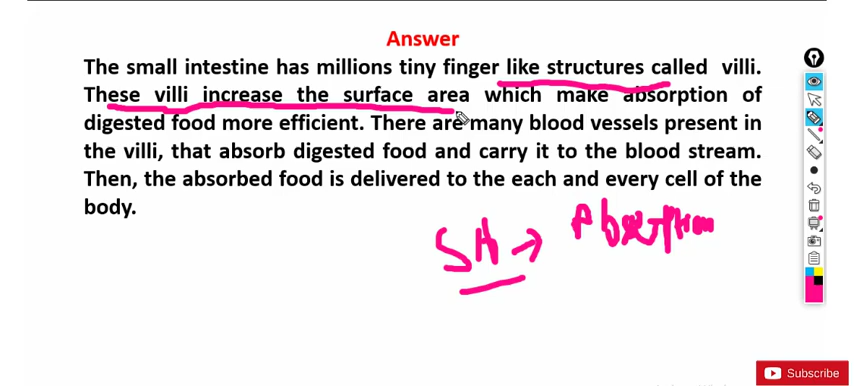 Answer
The small intestine has millions tiny finger like structures called villi.
These villi increase the surface area which make absorption of
digested food more efficient. There are many blood vessels present in
the villi, that absorb digested food and carry it to the blood stream.
Then, the absorbed food is delivered to the each and every cell of the
body.
→
Subscribe